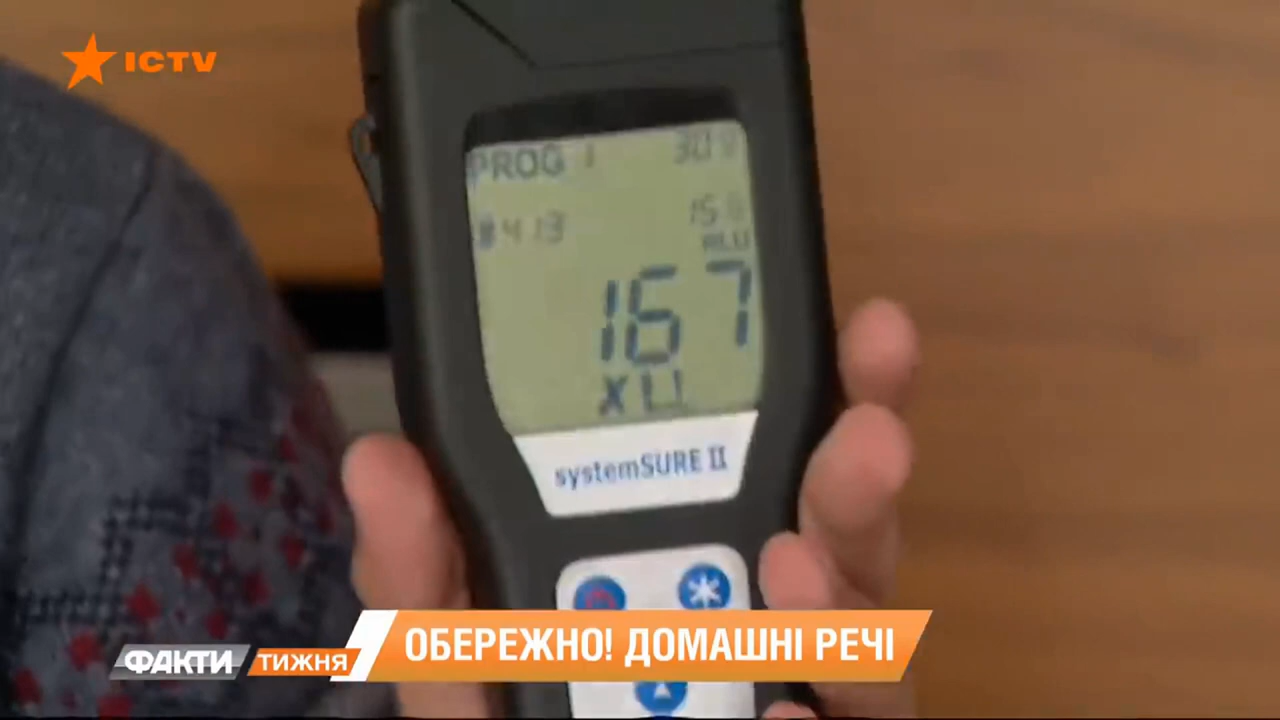 ICTV
PROG 1 30
#413 15
RLU
167
systemSURE II
ОБЕРЕЖНО! ДОМАШНІ РЕЧІ
ФАКТИ ТИЖНЯ